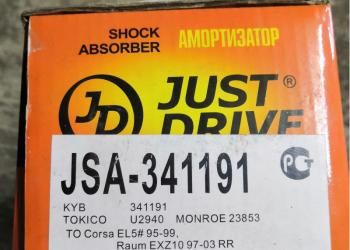 SHOCK ABSORBER
АМОРТИЗАТОР
JD JUST DRIVE ®
JSA-341191
РСТ
KYB 341191
TOKICO U2940 MONROE 23853
TO Corsa EL5# 95-99,
Raum EXZ10 97-03 RR